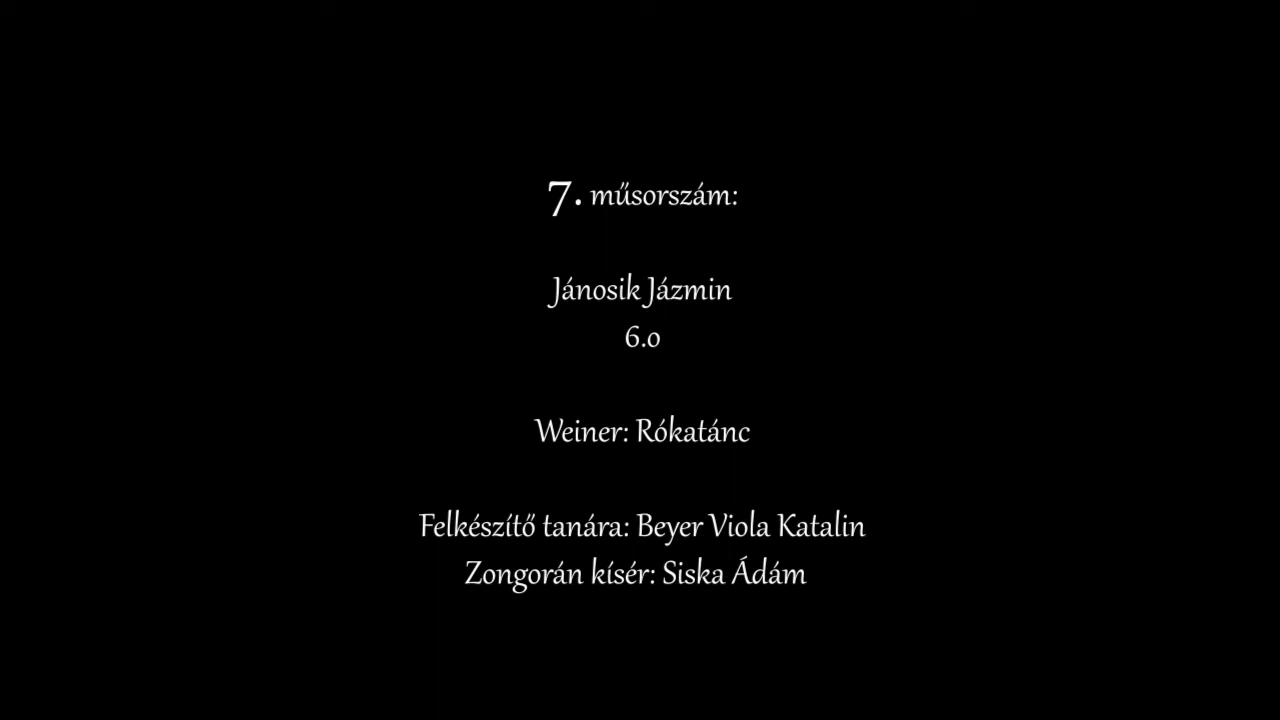 7. műsorszám:
Jánosik Jázmin
6.o
Weiner: Rókatánc
Felkészítő tanára: Beyer Viola Katalin
Zongorán kísér: Siska Ádám